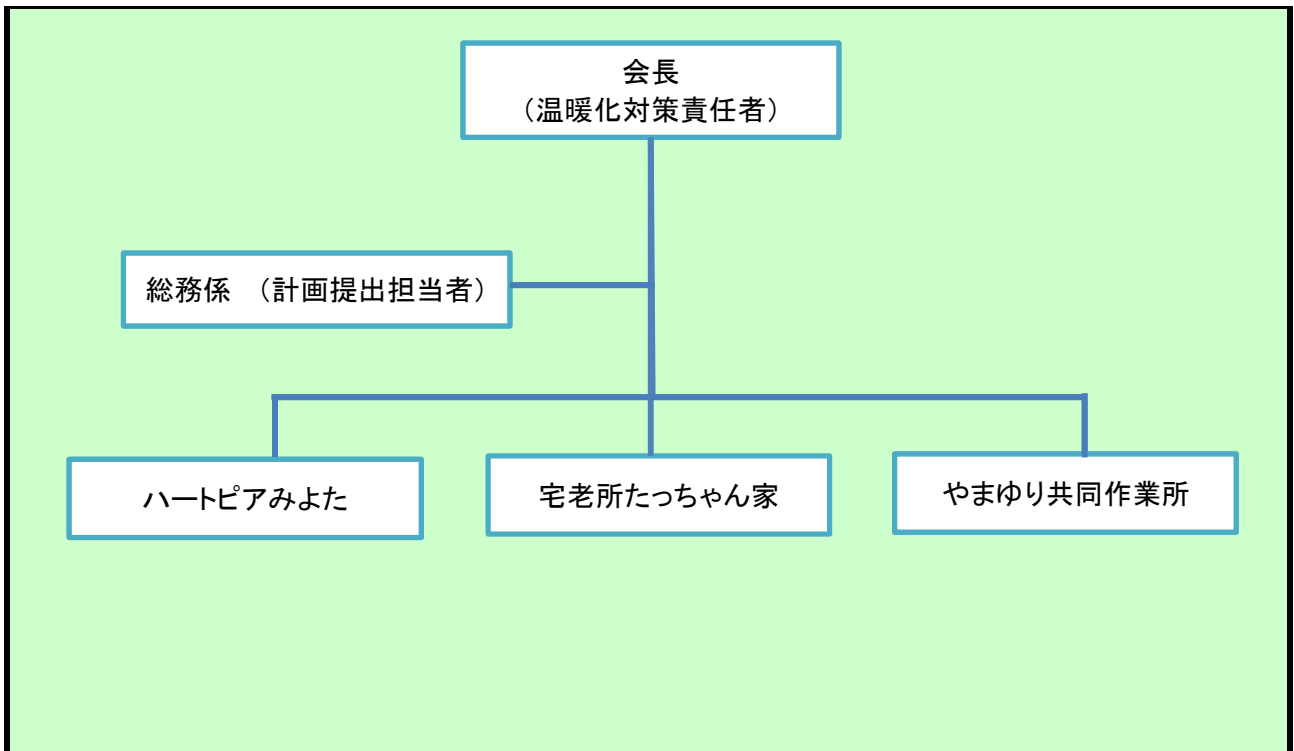 会長
（温暖化対策責任者）
総務係　（計画提出担当者）
ハートピアみよた
宅老所たっちゃん家
やまゆり共同作業所